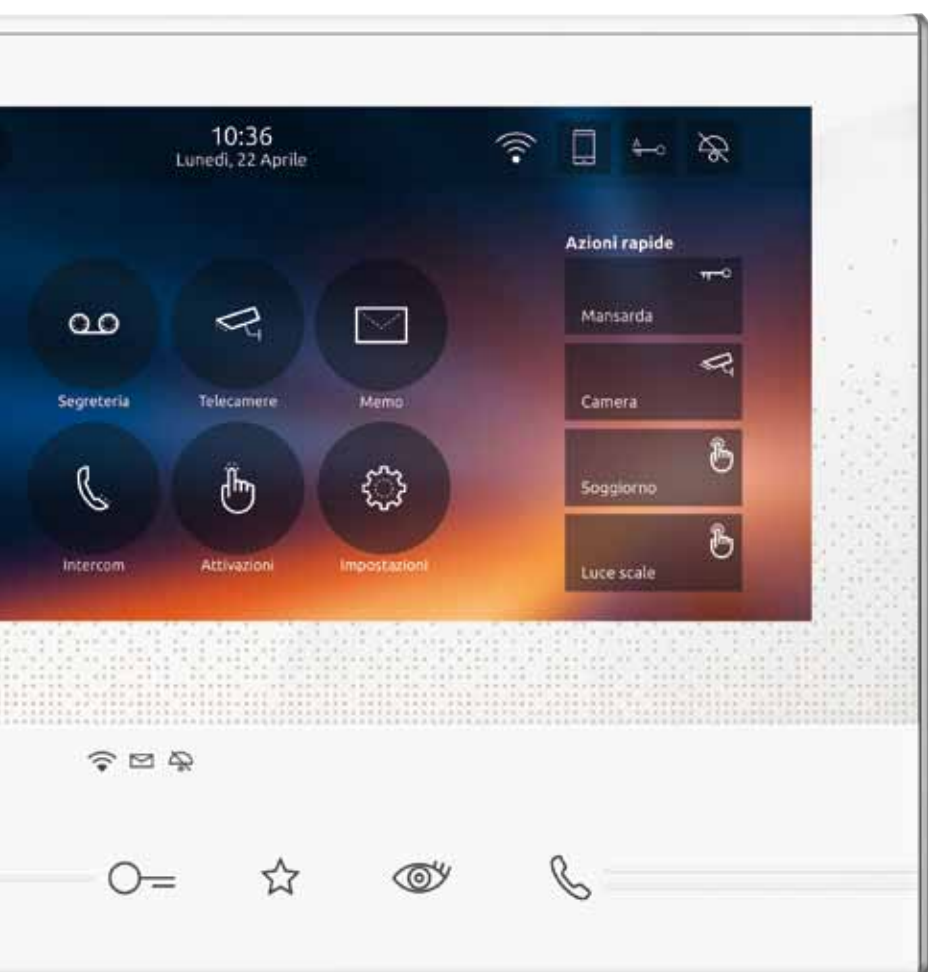 10:36
Lunedì, 22 Aprile
Azioni rapide
Mansarda
Camera
Soggiorno
Luce scale
Segreteria
Telecamere
Memo
Intercom
Attivazioni
Impostazioni